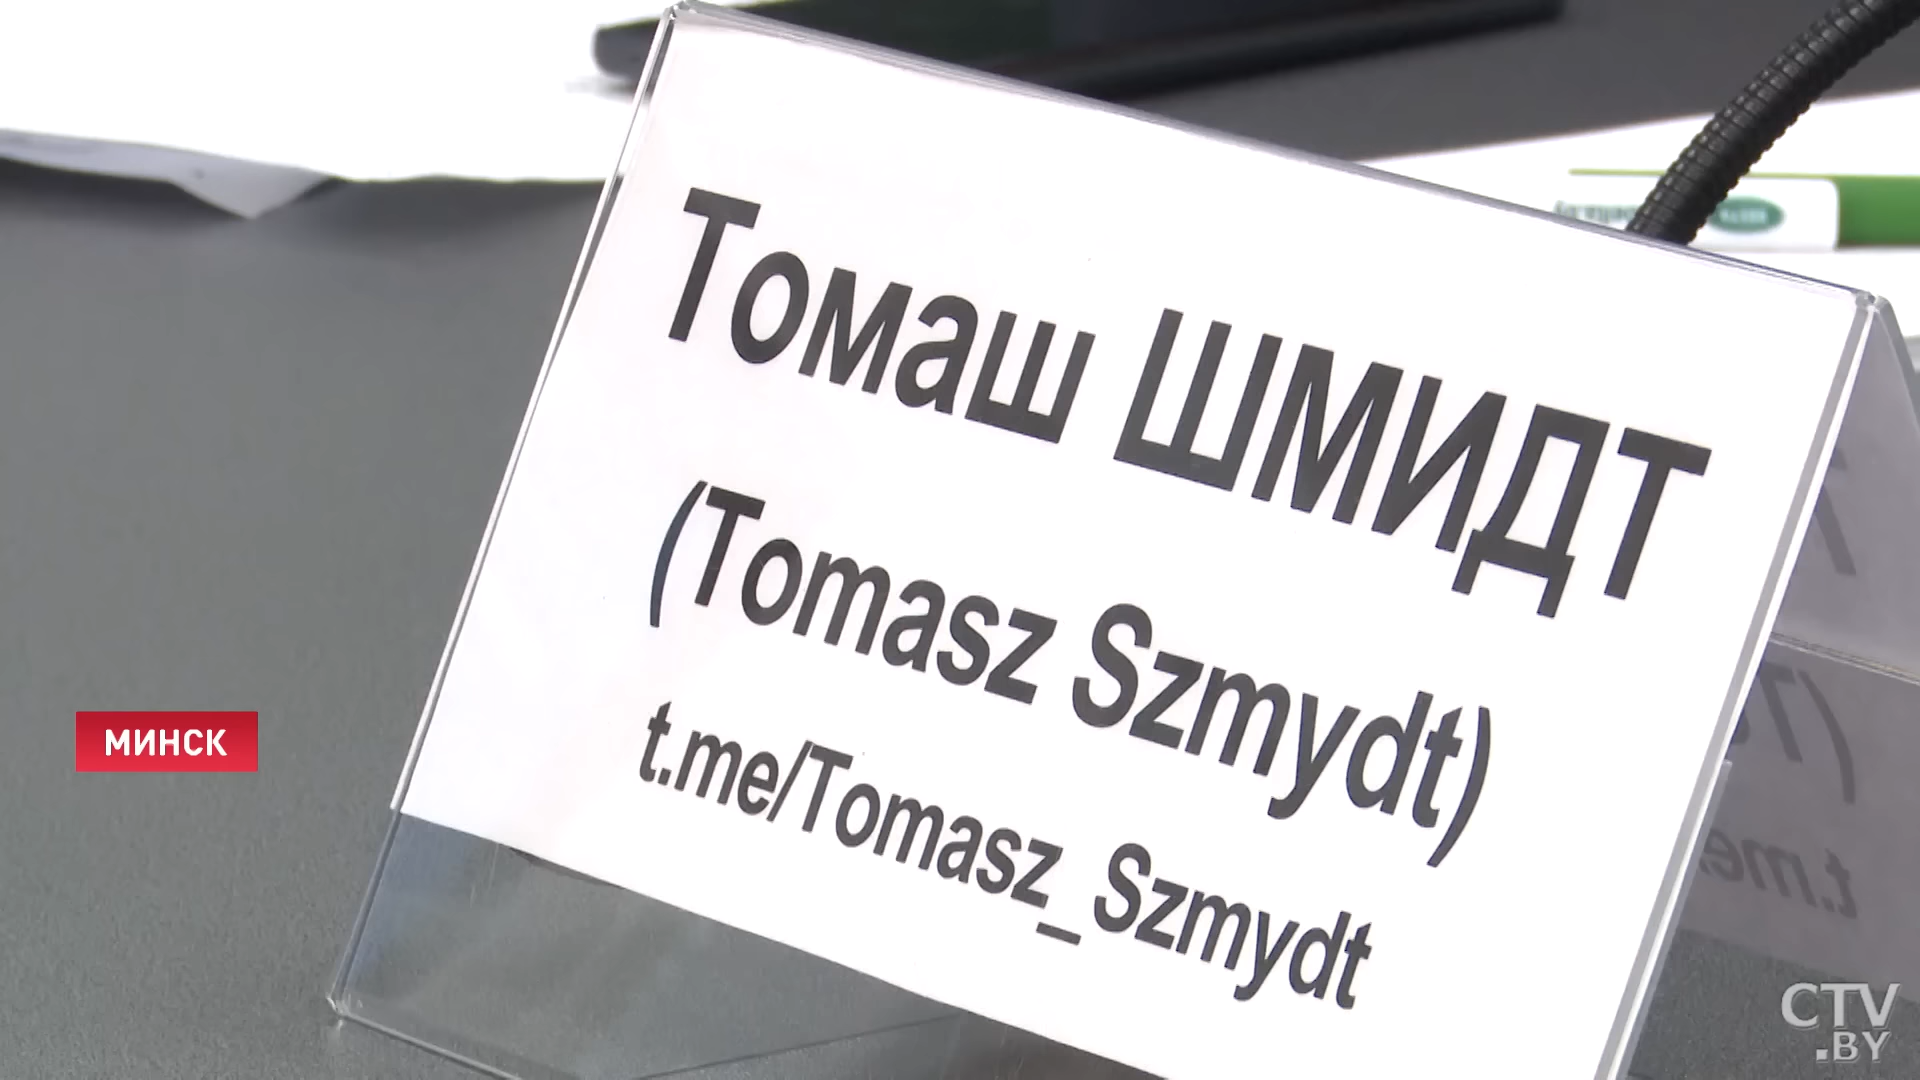 Томаш ШМИДТ
(Tomasz Szmydt)
t.me/Tomasz_Szmydt
МИНСК
CTV
.BY